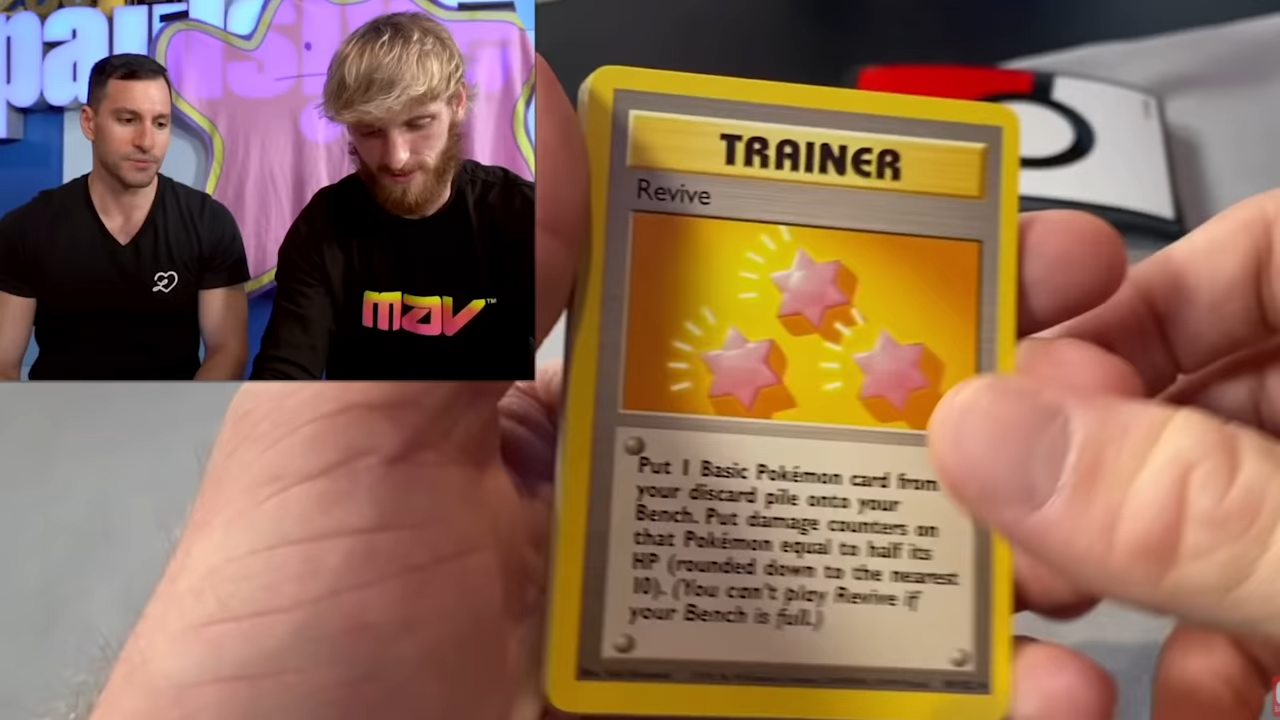 pau
mav™
TRAINER
Revive
Put 1 Basic Pokémon card from
your discard pile onto your
Bench. Put damage counters on
that Pokémon equal to half its
HP (rounded down to the nearest
10). (You can't play Revive if
your Bench is full.)